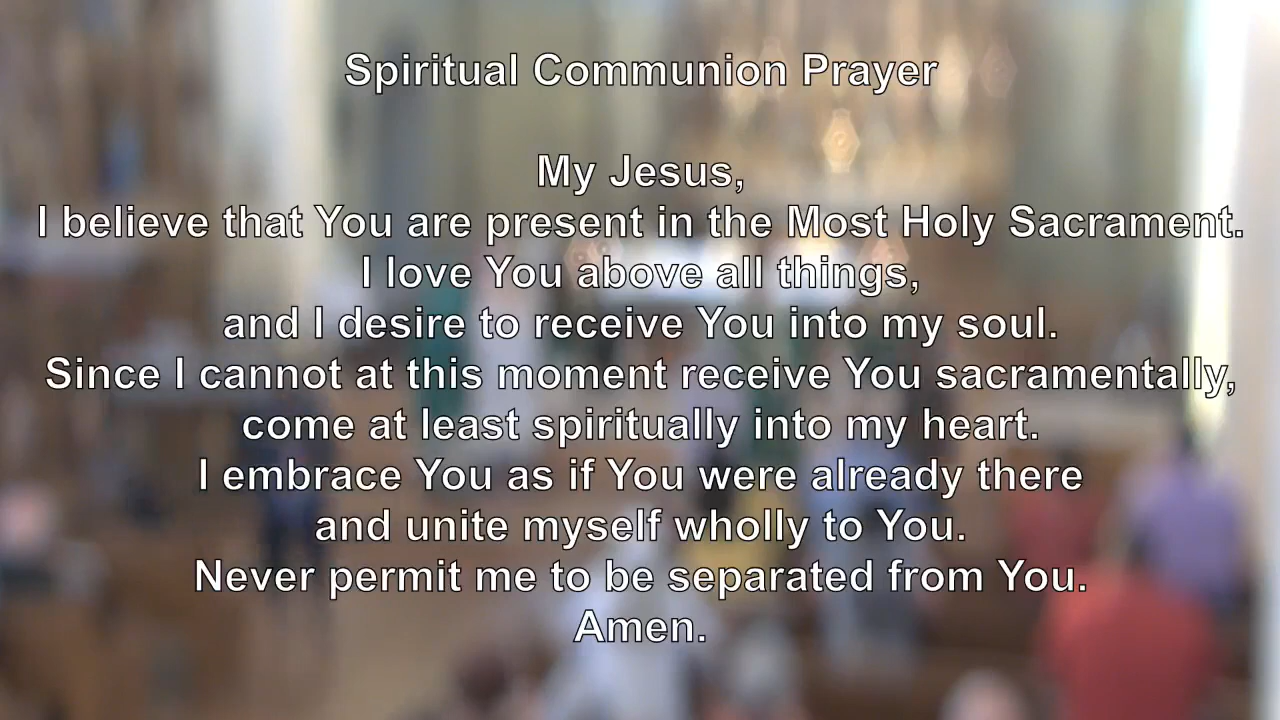 Spiritual Communion Prayer
My Jesus,
I believe that You are present in the Most Holy Sacrament.
I love You above all things,
and I desire to receive You into my soul.
Since I cannot at this moment receive You sacramentally,
come at least spiritually into my heart.
I embrace You as if You were already there
and unite myself wholly to You.
Never permit me to be separated from You.
Amen.